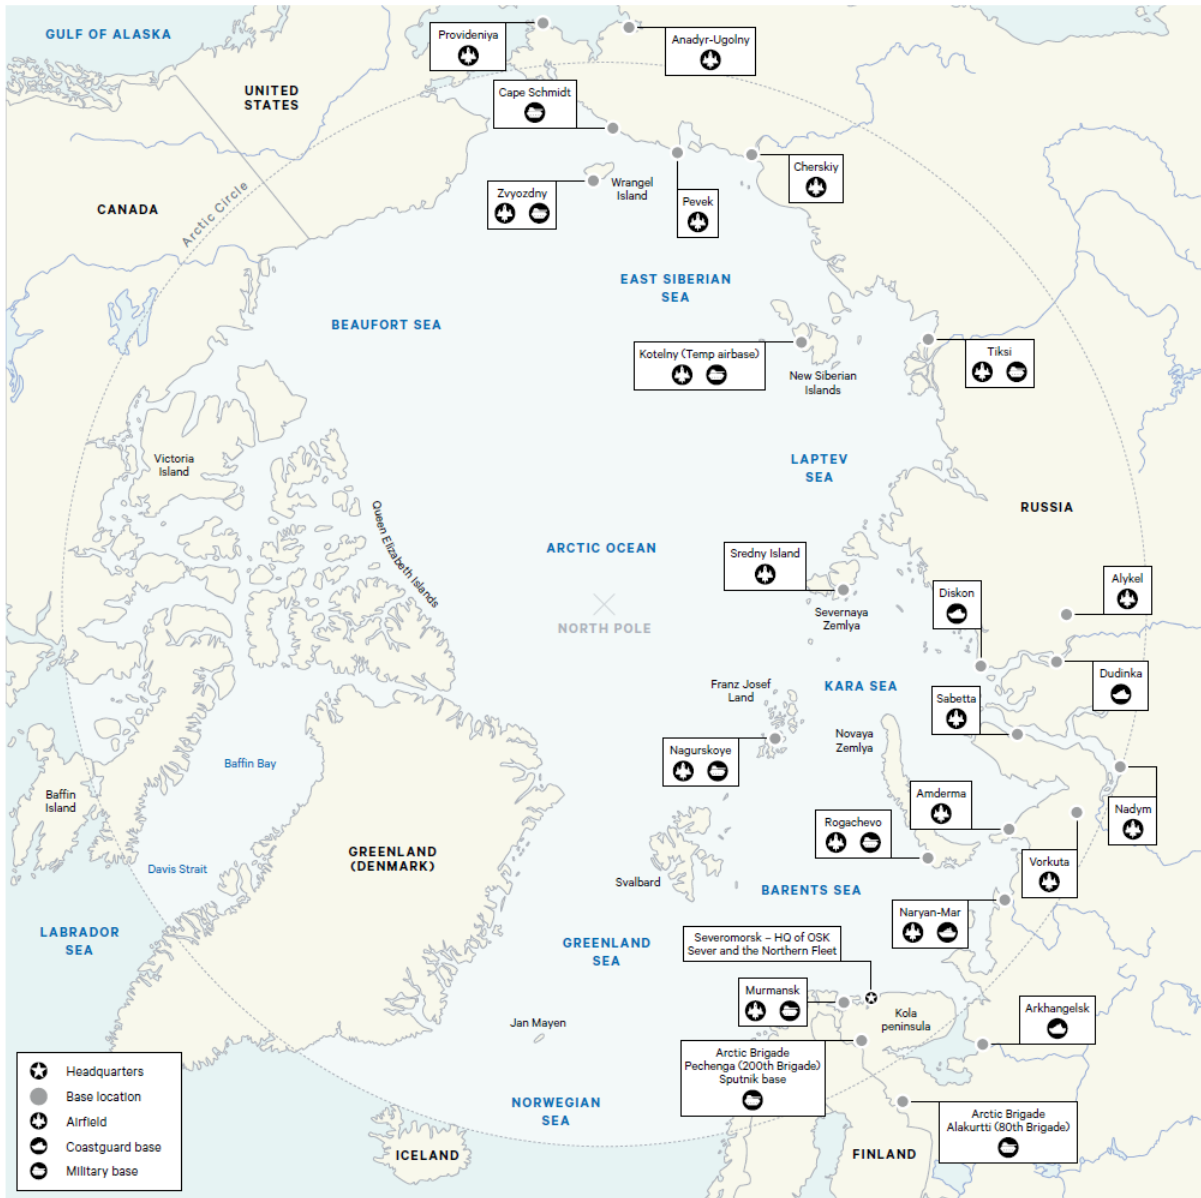 GULF OF ALASKA
Provideniya
Anadyr-Ugolny
UNITED
STATES
Cape Schmidt
CANADA
Arctic Circle
Zvyozdny
Wrangel
Island
Pevek
Cherskiy
EAST SIBERIAN
SEA
BEAUFORT SEA
Kotelny (Temp airbase)
New Siberian
Islands
Tiksi
Victoria
Island
LAPTEV
SEA
RUSSIA
Queen Elizabeth Islands
ARCTIC OCEAN
Sredny Island
Severnaya
Zemlya
Diskon
Alykel
NORTH POLE
Dudinka
Franz Josef
Land
KARA SEA
Sabetta
Novaya
Zemlya
Nagurskoye
Baffin Bay
Baffin
Island
Amderma
Nadym
Rogachevo
GREENLAND
(DENMARK)
Vorkuta
Davis Strait
Svalbard
BARENTS SEA
Naryan-Mar
LABRADOR
SEA
GREENLAND
SEA
Severomorsk – HQ of OSK
Sever and the Northern Fleet
Murmansk
Kola
peninsula
Arkhangelsk
Jan Mayen
Arctic Brigade
Pechenga (200th Brigade)
Sputnik base
NORWEGIAN
SEA
Arctic Brigade
Alakurtti (80th Brigade)
ICELAND
FINLAND
Headquarters
Base location
Airfield
Coastguard base
Military base